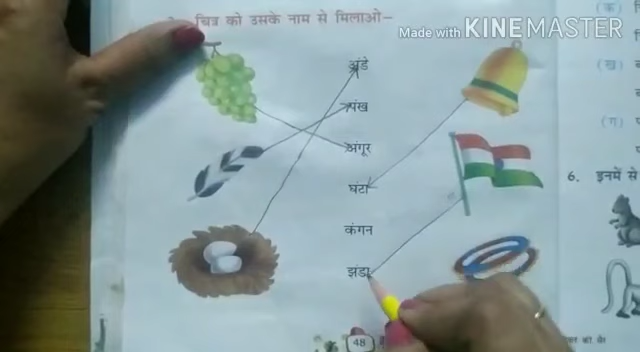 चित्र को उसके नाम से मिलाओ–
Made with KINEMASTER
अंडे
पंख
अंगूर
घंटा
कंगन
झंडा
48
(क)
(ख)
(ग)
6. इनमें से